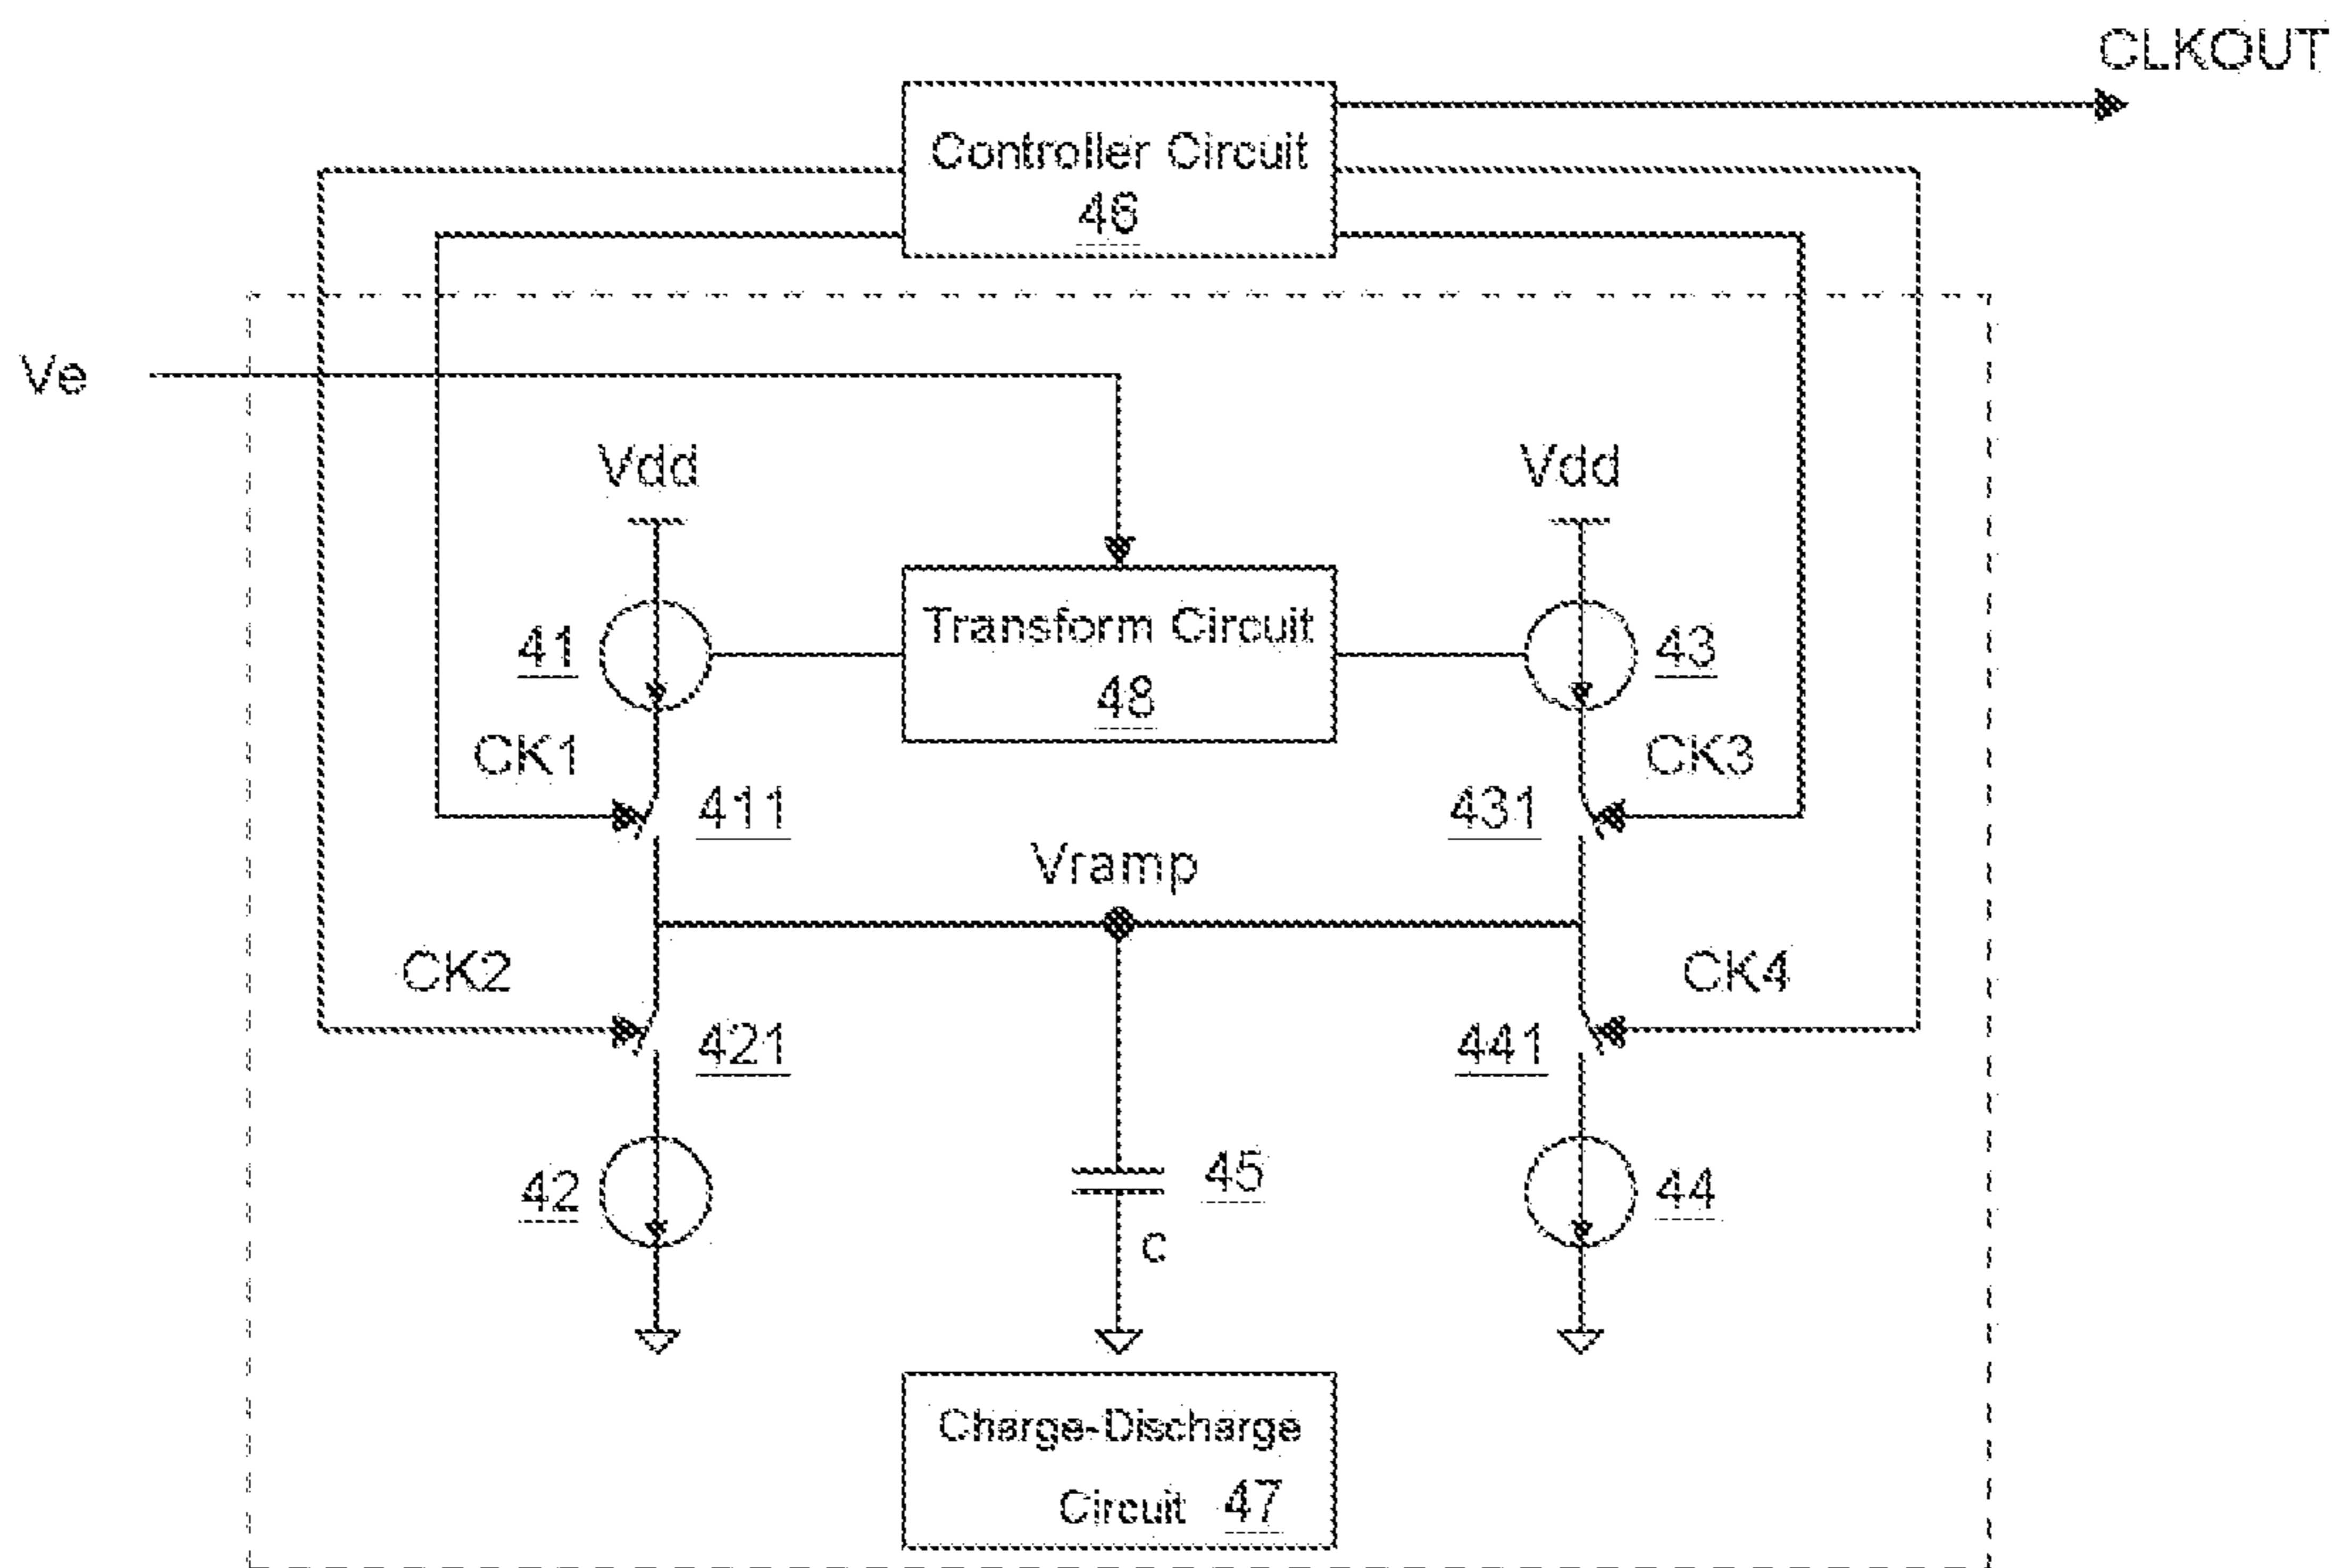 CLKOUT
Controller Circuit
46
Ve
Vdd
Vdd
Transform Circuit
48
41
43
CK1
CK3
411
431
Vramp
CK2
CK4
421
441
45
42
44
c
Charge-Discharge
Circuit 47